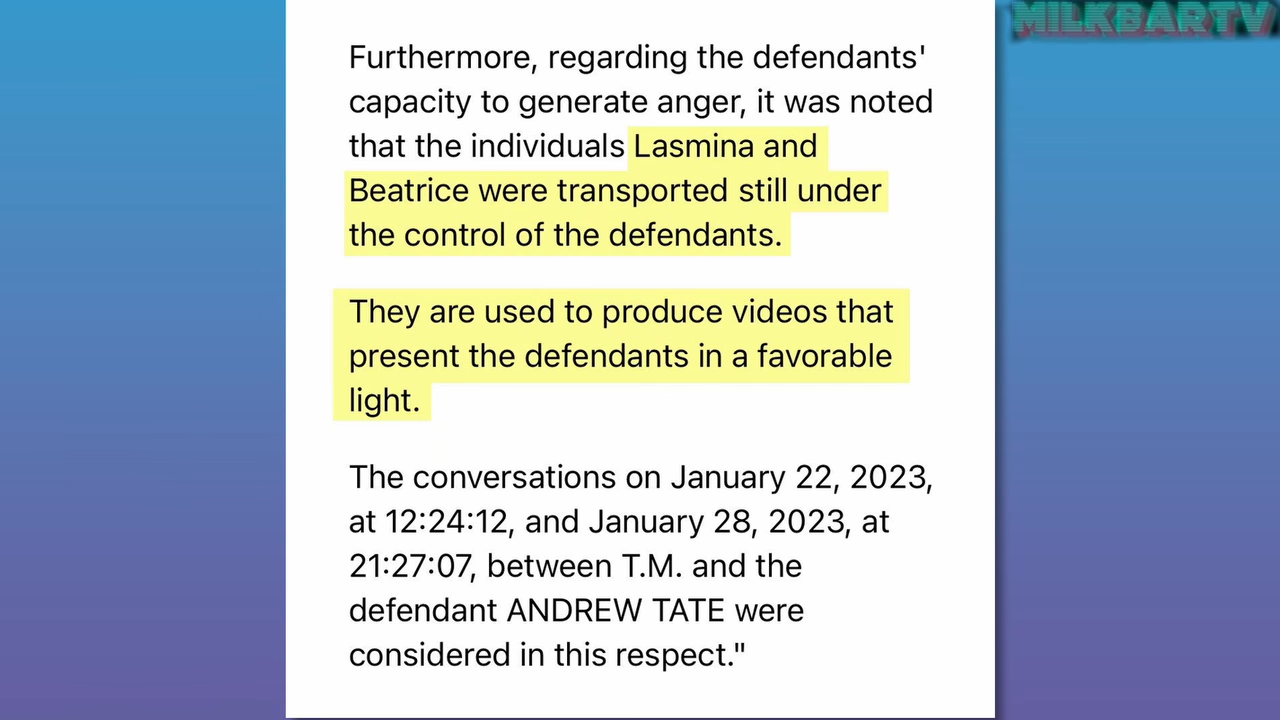 MILKBARTV
Furthermore, regarding the defendants'
capacity to generate anger, it was noted
that the individuals Lasmina and
Beatrice were transported still under
the control of the defendants.
They are used to produce videos that
present the defendants in a favorable
light.
The conversations on January 22, 2023,
at 12:24:12, and January 28, 2023, at
21:27:07, between T.M. and the
defendant ANDREW TATE were
considered in this respect."